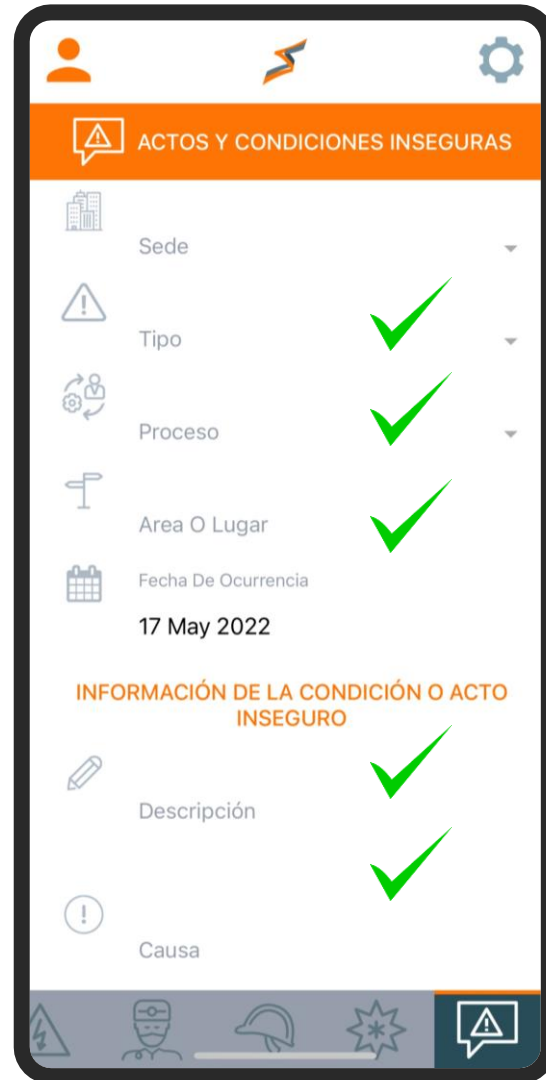 ACTOS Y CONDICIONES INSEGURAS
Sede
Tipo
Proceso
Area O Lugar
Fecha De Ocurrencia
17 May 2022
INFORMACIÓN DE LA CONDICIÓN O ACTO
INSEGURO
Descripción
Causa